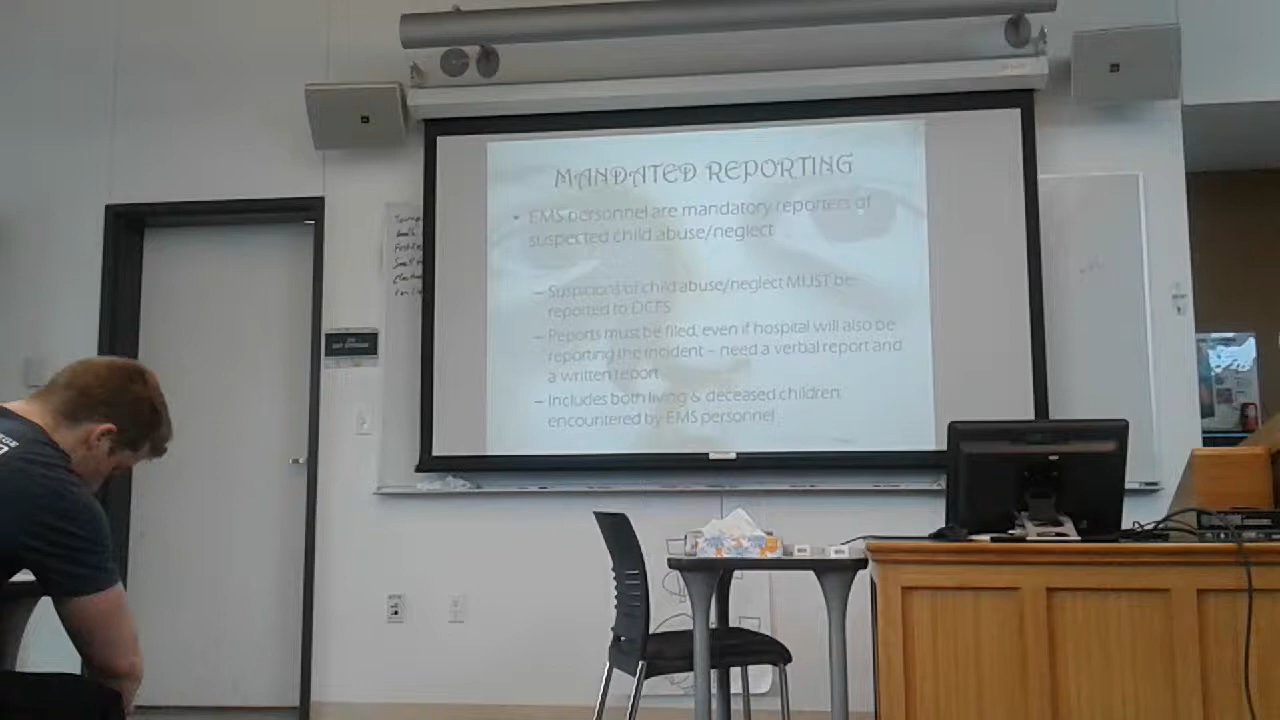 MANDATED REPORTING
• EMS personnel are mandatory reporters of
suspected child abuse/neglect
– Suspicions of child abuse/neglect MUST be
reported to DCFS
– Reports must be filed, even if hospital will also be
reporting the incident – need a verbal report and
a written report
– Includes both living & deceased children
encountered by EMS personnel